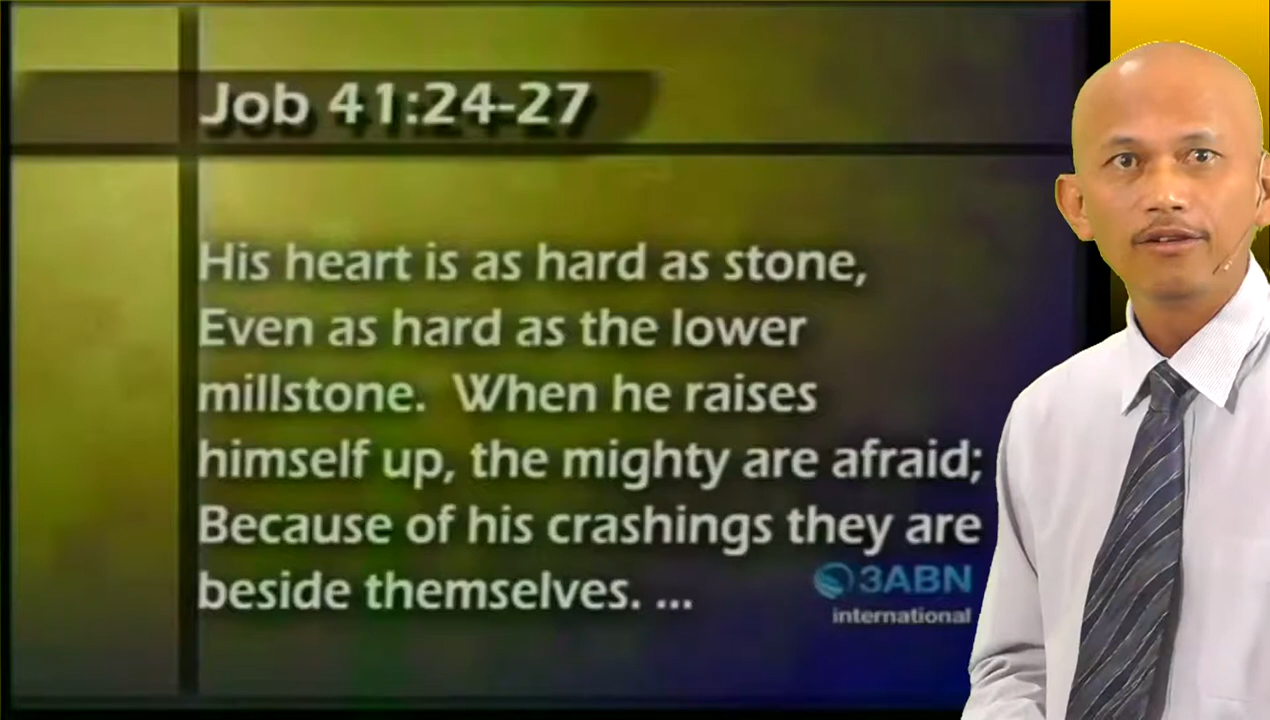 Job 41:24-27
His heart is as hard as stone,
Even as hard as the lower
millstone.  When he raises
himself up, the mighty are afraid;
Because of his crashings they are
beside themselves. ...
3ABN
international